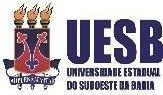 UESB
UNIVERSIDADE ESTADUAL
DO SUDOESTE DA BAHIA